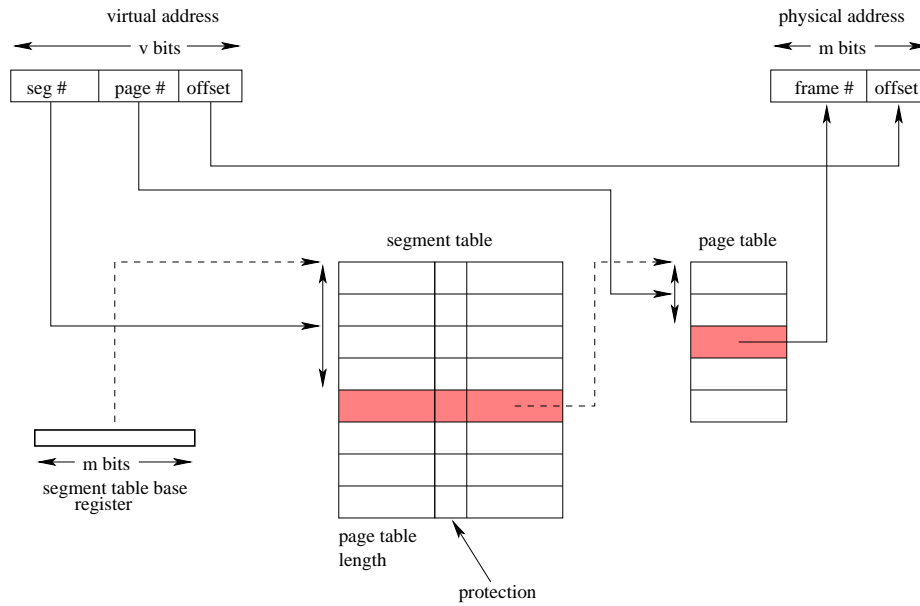 virtual address
physical address
v bits
m bits
seg #
page #
offset
frame #
offset
segment table
page table
m bits
segment table base
register
page table
length
protection